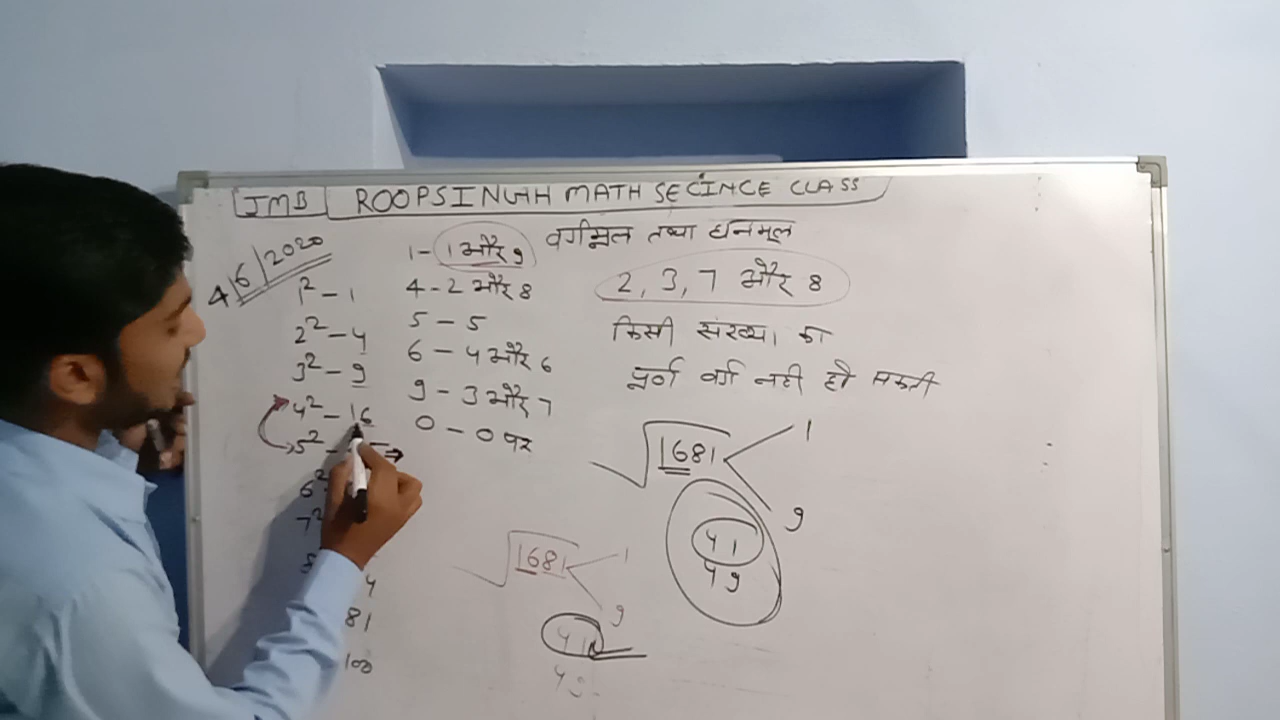 JMB ROOPSINGH MATH SECINCE CLASS
4/6/2020
वर्गमूल तथा घनमूल
1² - 1
2² - 4
3² - 9
4² - 16
5² -
6²
7²
81
100
1 - 1 और 9
4 - 2 और 8
5 - 5
6 - 4 और 6
9 - 3 और 7
0 - 0 पर
2, 3, 7 और 8
किसी संख्या का
पूर्ण वर्ग नही हो सकती
√1681 1
9
41
49
√1681 1
9
41